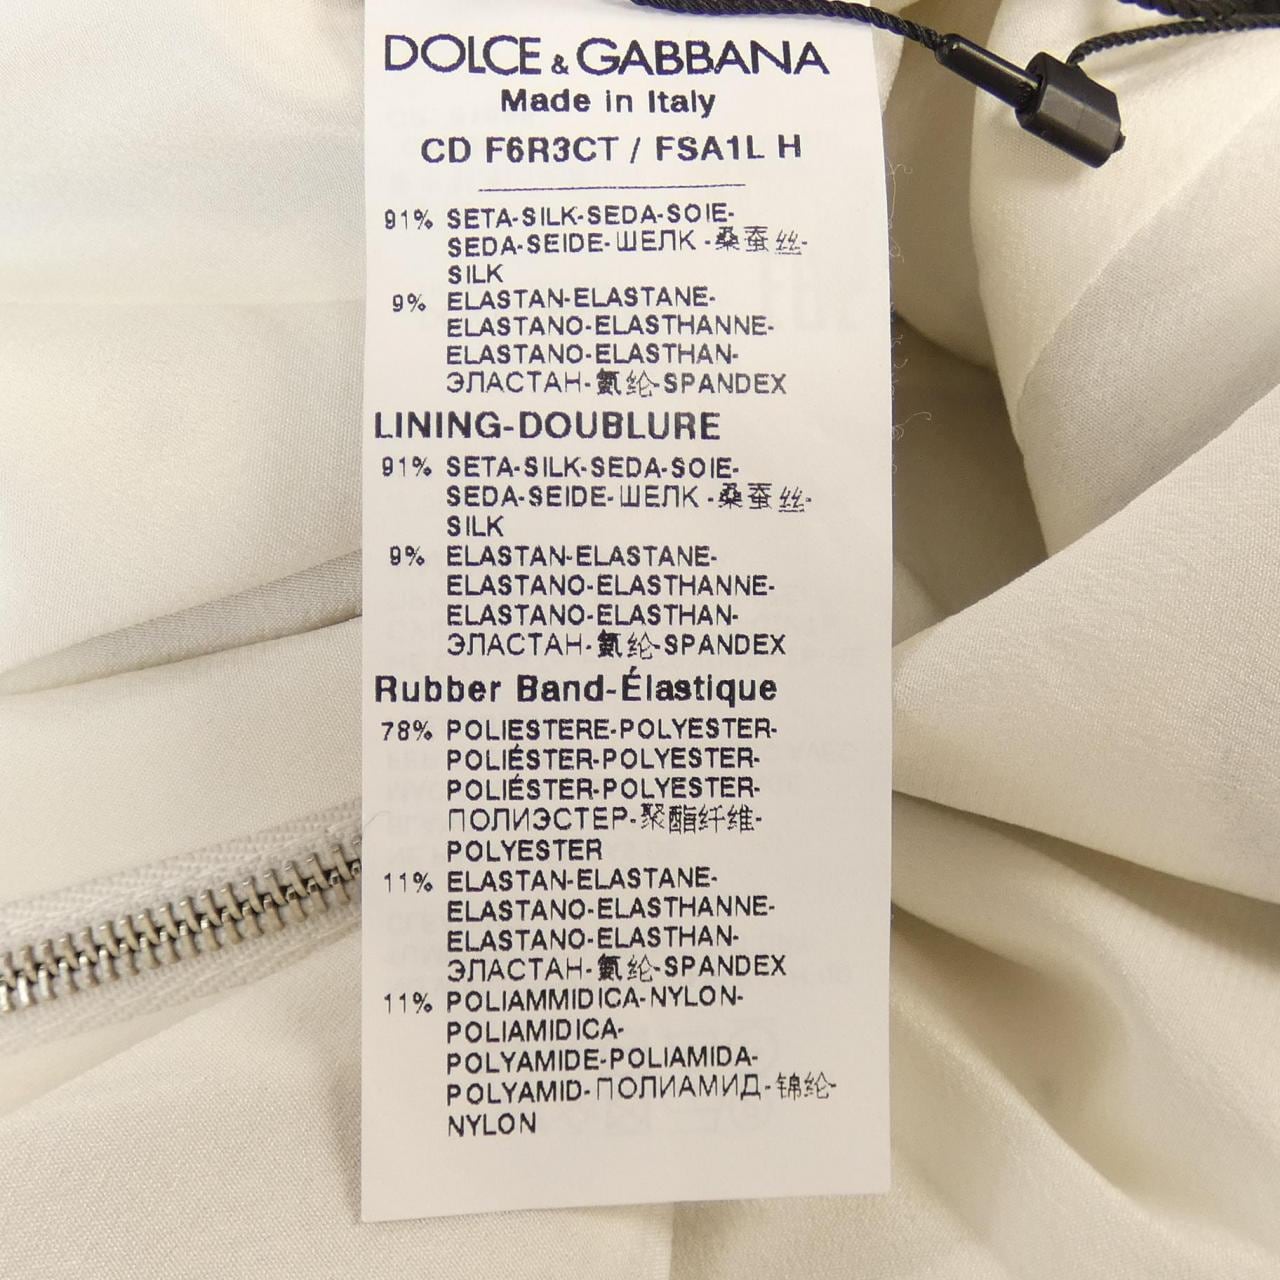 DOLCE & GABBANA
Made in Italy
CD F6R3CT / FSA1L H
91% SETA-SILK-SEDA-SOIE-
SEDA-SEIDE-ШЕЛК -桑蚕丝-
SILK
9% ELASTAN-ELASTANE-
ELASTANO-ELASTHANNE-
ELASTANO-ELASTHAN-
ЭЛАСТАН-氨纶-SPANDEX
LINING-DOUBLURE
91% SETA-SILK-SEDA-SOIE-
SEDA-SEIDE-ШЕЛК -桑蚕丝-
SILK
9% ELASTAN-ELASTANE-
ELASTANO-ELASTHANNE-
ELASTANO-ELASTHAN-
ЭЛАСТАН-氨纶-SPANDEX
Rubber Band-Élastique
78% POLIESTERE-POLYESTER-
POLIÉSTER-POLYESTER-
POLIÉSTER-POLYESTER-
ПОЛИЭСТЕР-聚酯纤维-
POLYESTER
11% ELASTAN-ELASTANE-
ELASTANO-ELASTHANNE-
ELASTANO-ELASTHAN-
ЭЛАСТАН-氨纶-SPANDEX
11% POLIAMMIDICA-NYLON-
POLIAMIDICA-
POLYAMIDE-POLIAMIDA-
POLYAMID-ПОЛИАМИД-锦纶-
NYLON